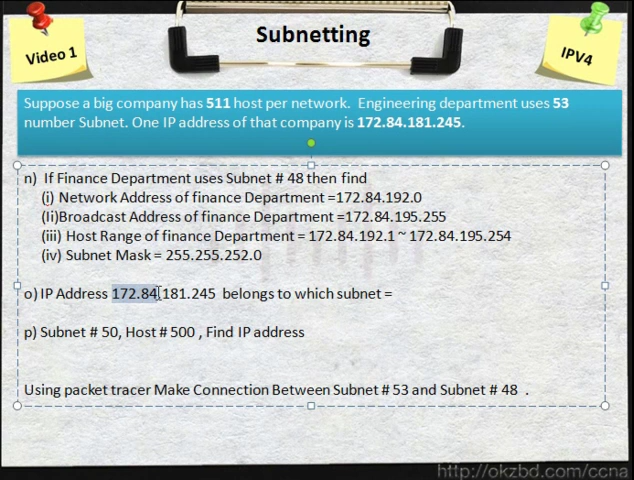 Subnetting
Video 1
IPV4
Suppose a big company has 511 host per network. Engineering department uses 53
number Subnet. One IP address of that company is 172.84.181.245.
n) If Finance Department uses Subnet # 48 then find
(i) Network Address of finance Department =172.84.192.0
(Ii)Broadcast Address of finance Department =172.84.195.255
(iii) Host Range of finance Department = 172.84.192.1 ~ 172.84.195.254
(iv) Subnet Mask = 255.255.252.0
o) IP Address 172.84.181.245 belongs to which subnet =
p) Subnet # 50, Host # 500 , Find IP address
Using packet tracer Make Connection Between Subnet # 53 and Subnet # 48 .
http://okzbd.com/ccna